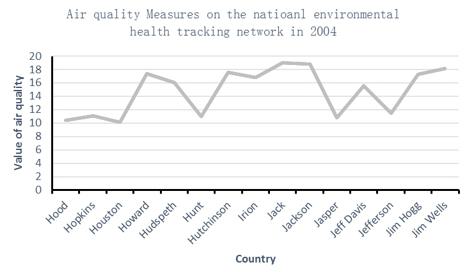 Air quality Measures on the natioanl environmental
health tracking network in 2004
Value of air quality
20
18
16
14
12
10
8
6
4
2
0
Hood
Hopkins
Houston
Howard
Hudspeth
Hunt
Hutchinson
Irion
Jack
Jackson
Jasper
Jeff Davis
Jefferson
Jim Hogg
Jim Wells
Country